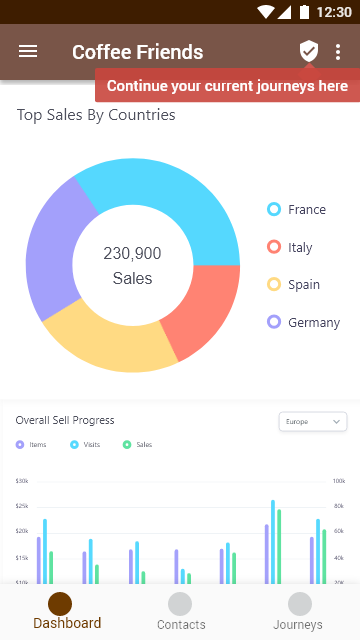 12:30
Coffee Friends
Continue your current journeys here
Top Sales By Countries
230,900
Sales
France
Italy
Spain
Germany
Overall Sell Progress
Europe
Items Visits Sales
$30k 100k
$25k 80k
$20k 60k
$15k 40k
$10k 20K
Dashboard Contacts Journeys